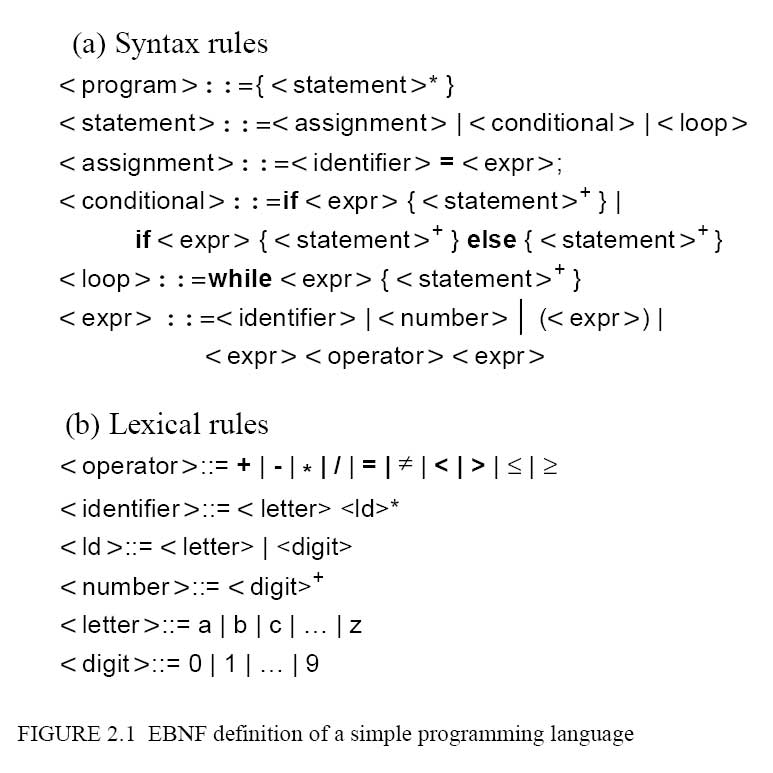 (a) Syntax rules
<program>::={<statement>*}
<statement>::=<assignment>|<conditional>|<loop>
<assignment>::=<identifier> = <expr>;
<conditional>::=if<expr>{<statement>⁺}|
if<expr>{<statement>⁺} else {<statement>⁺}
<loop>::=while <expr>{<statement>⁺}
<expr> ::=<identifier>|<number>| (<expr>)|
<expr><operator><expr>
(b) Lexical rules
<operator>::= + | - | * | / | = | ≠ | < | > | ≤ | ≥
<identifier>::= <letter> <ld>*
<ld>::= <letter> | <digit>
<number>::= <digit>⁺
<letter>::= a | b | c | … | z
<digit>::= 0 | 1 | … | 9
FIGURE 2.1 EBNF definition of a simple programming language